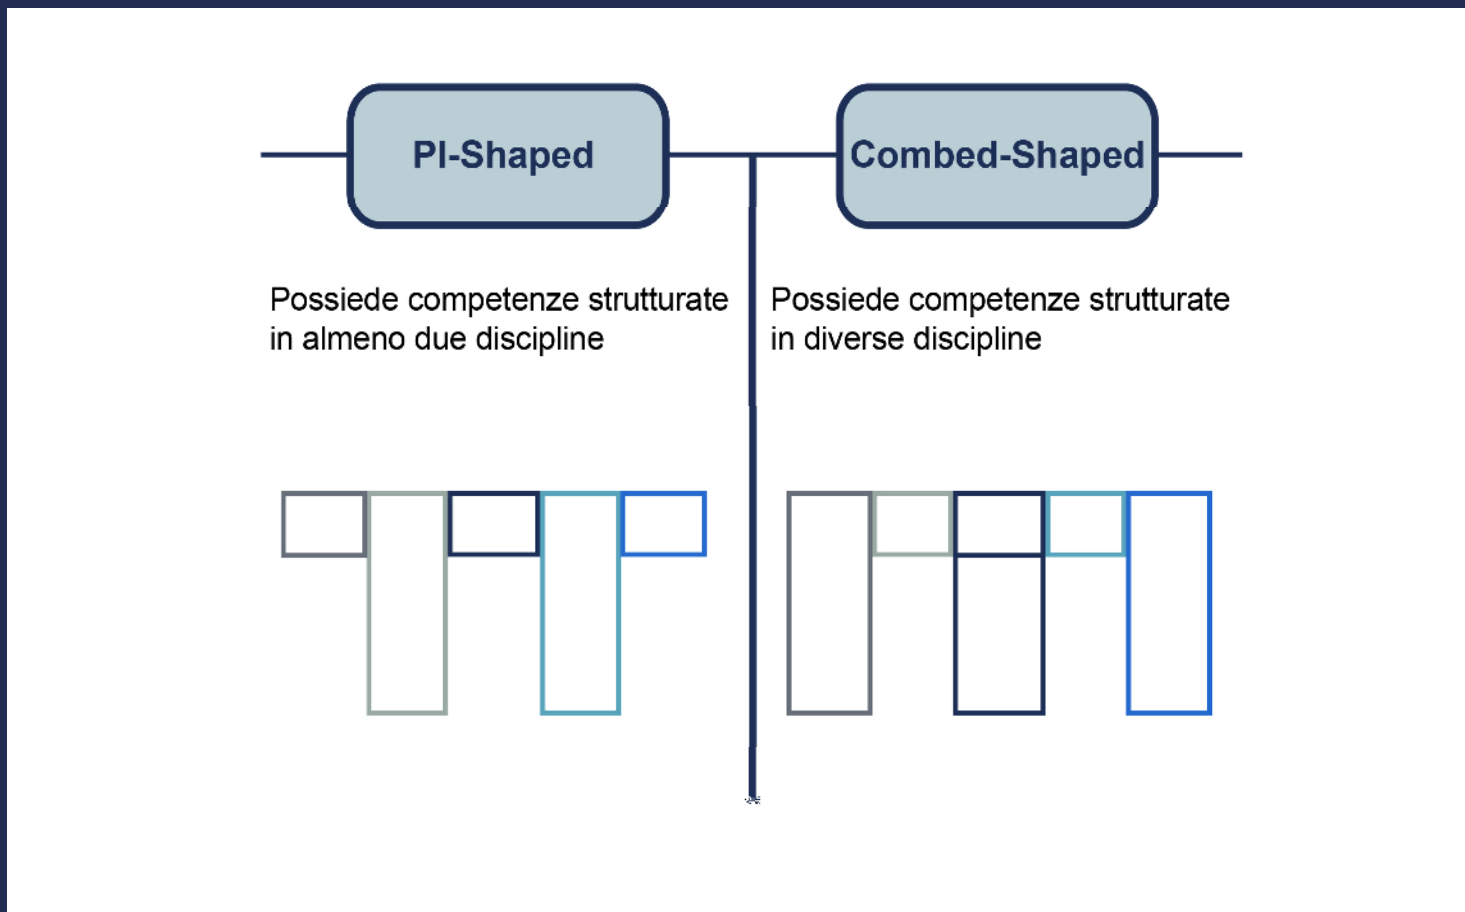 PI-Shaped
Combed-Shaped
Possiede competenze strutturate
in almeno due discipline
Possiede competenze strutturate
in diverse discipline